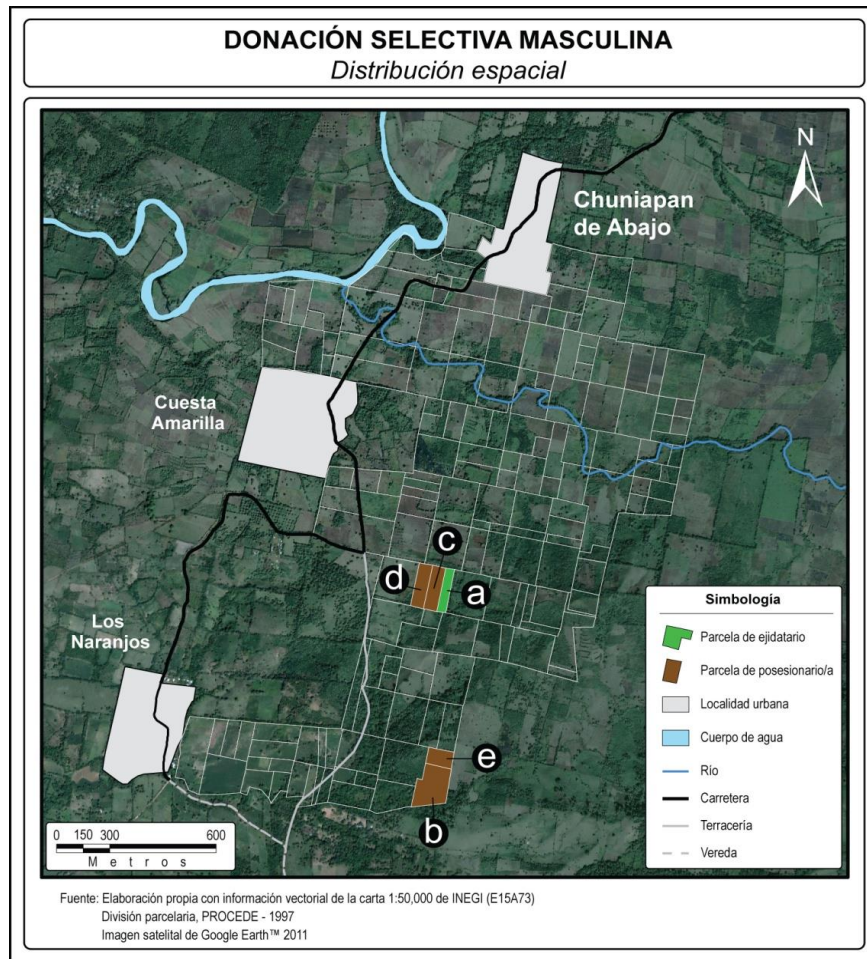 DONACIÓN SELECTIVA MASCULINA
Distribución espacial
N
Chuniapan
de Abajo
Cuesta
Amarilla
c
d
a
Los
Naranjos
e
b
Simbología
Parcela de ejidatario
Parcela de posesionario/a
Localidad urbana
Cuerpo de agua
Río
Carretera
Terracería
Vereda
0 150 300 600
Metros
Fuente: Elaboración propia con información vectorial de la carta 1:50,000 de INEGI (E15A73)
División parcelaria, PROCEDE - 1997
Imagen satelital de Google Earth™ 2011